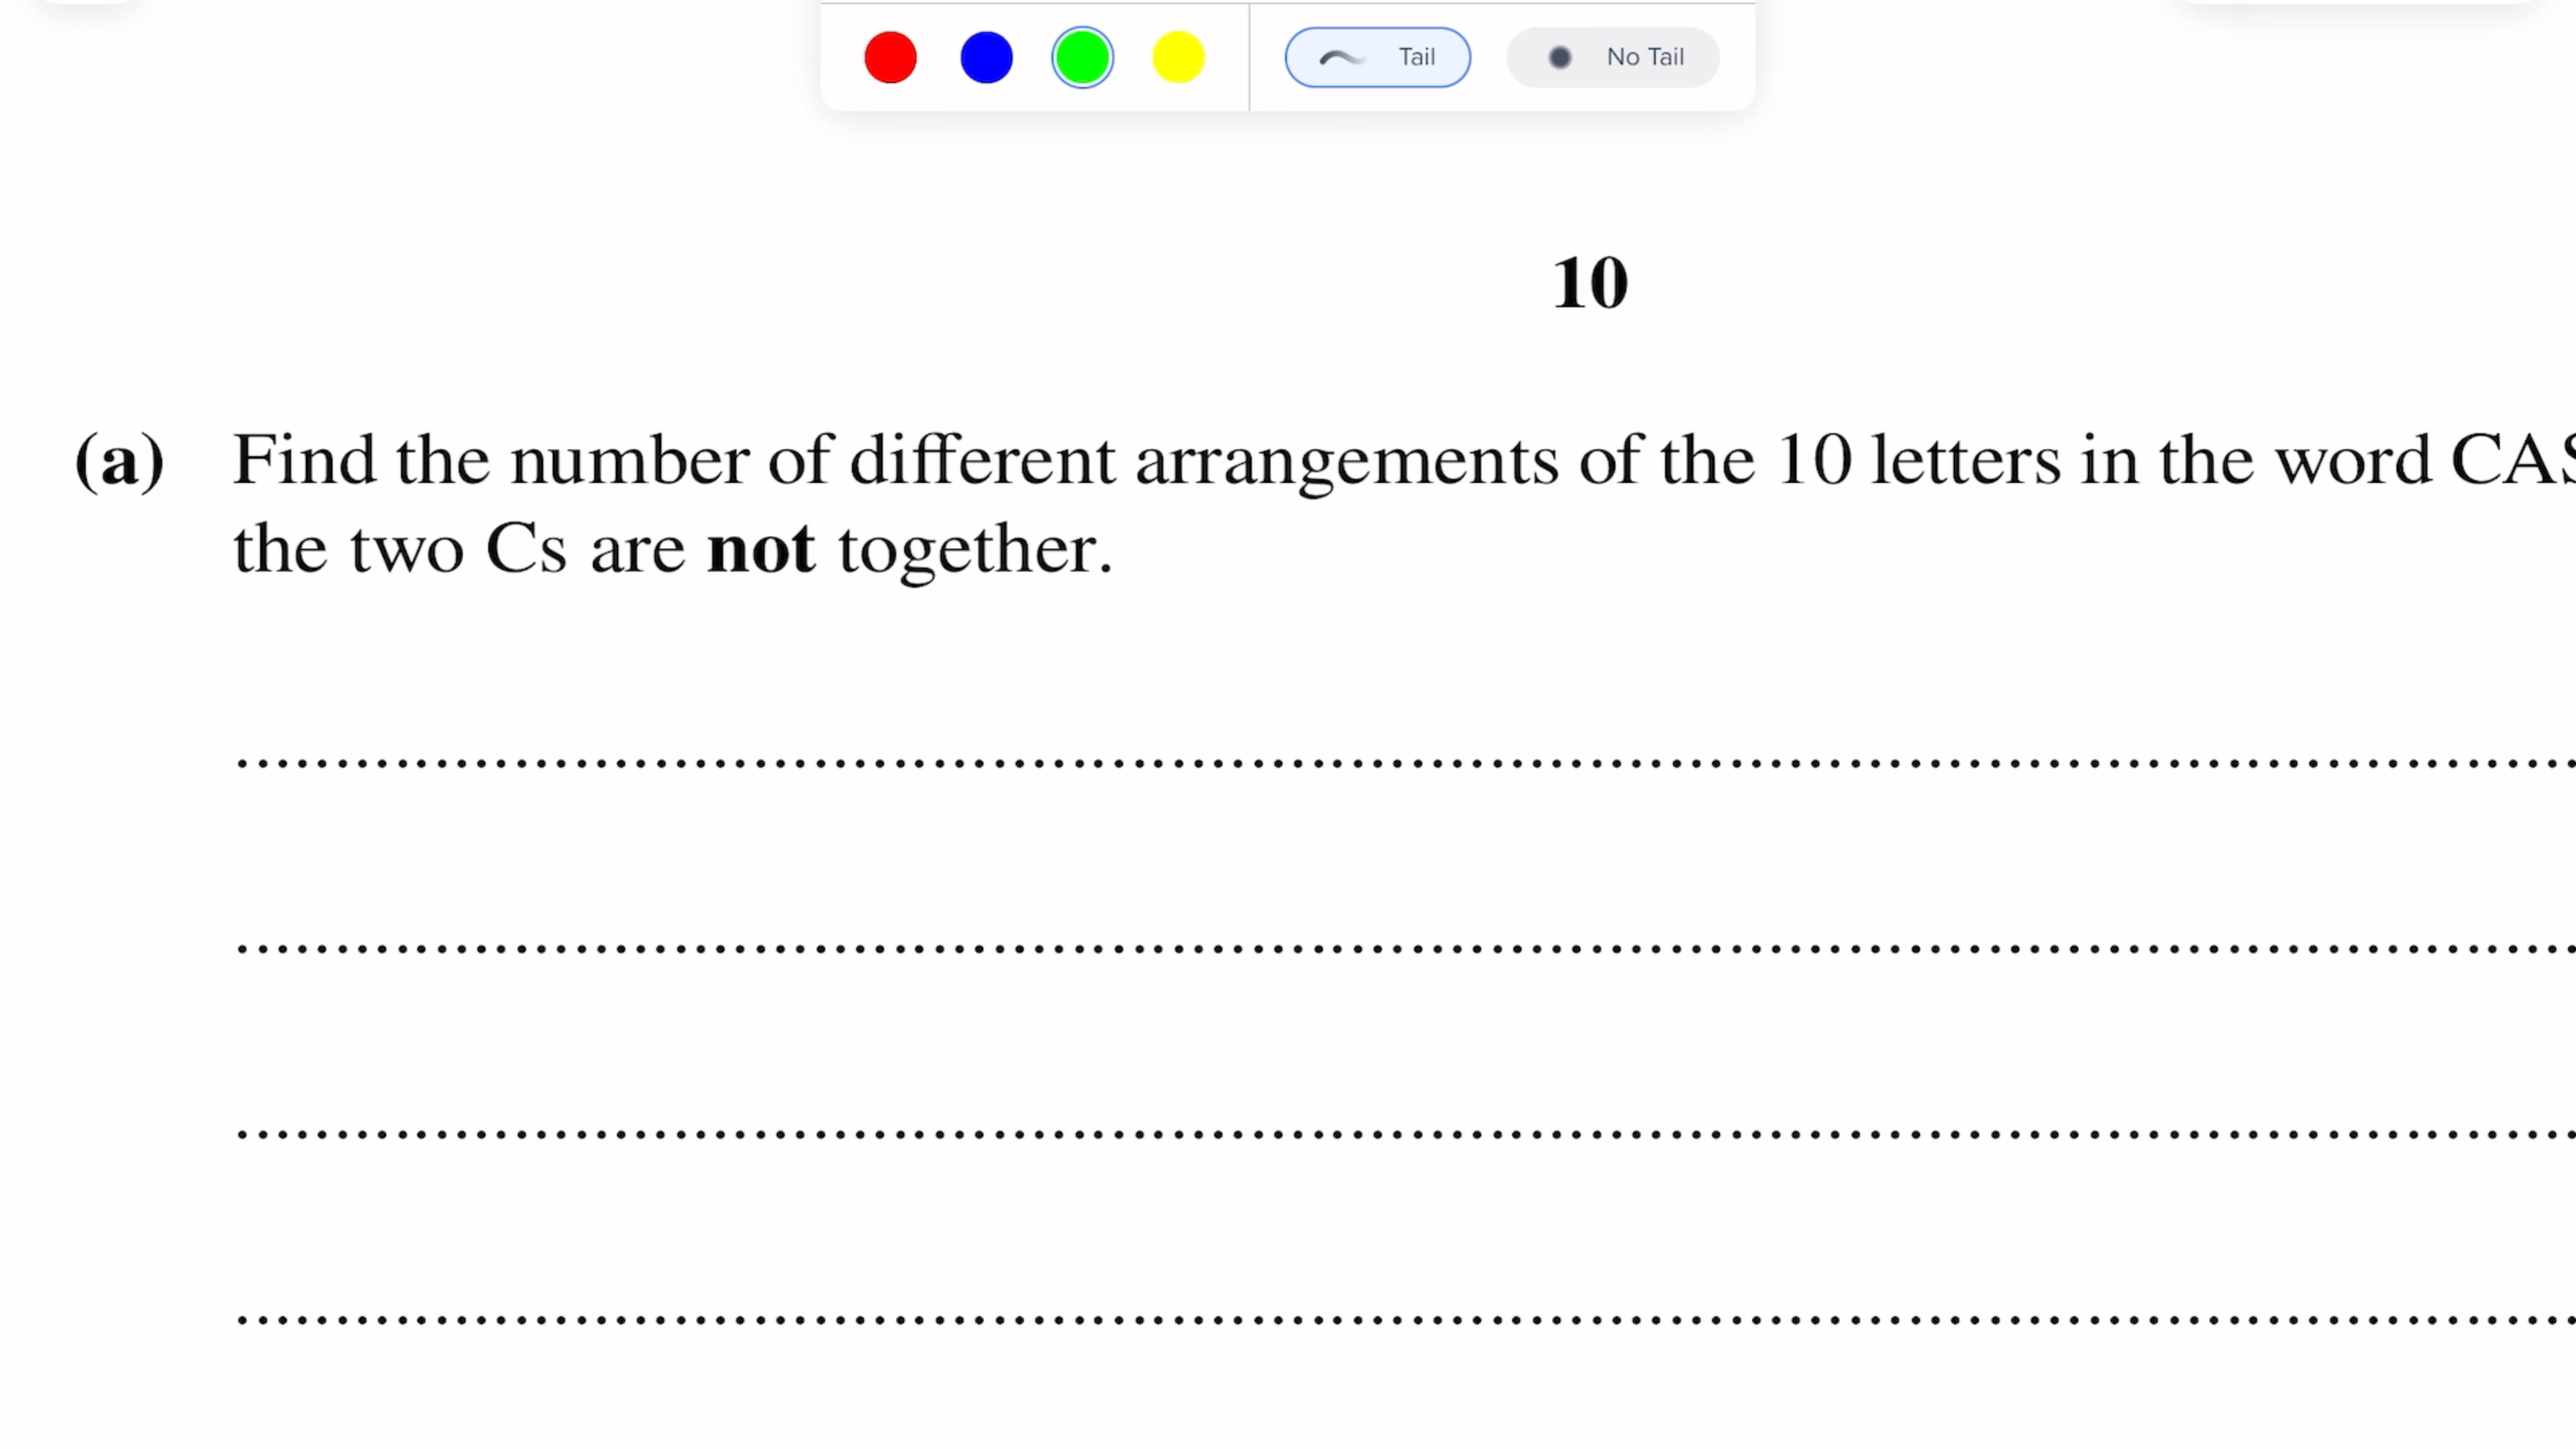 Tail No Tail
10
(a) Find the number of different arrangements of the 10 letters in the word
the two Cs are not together.